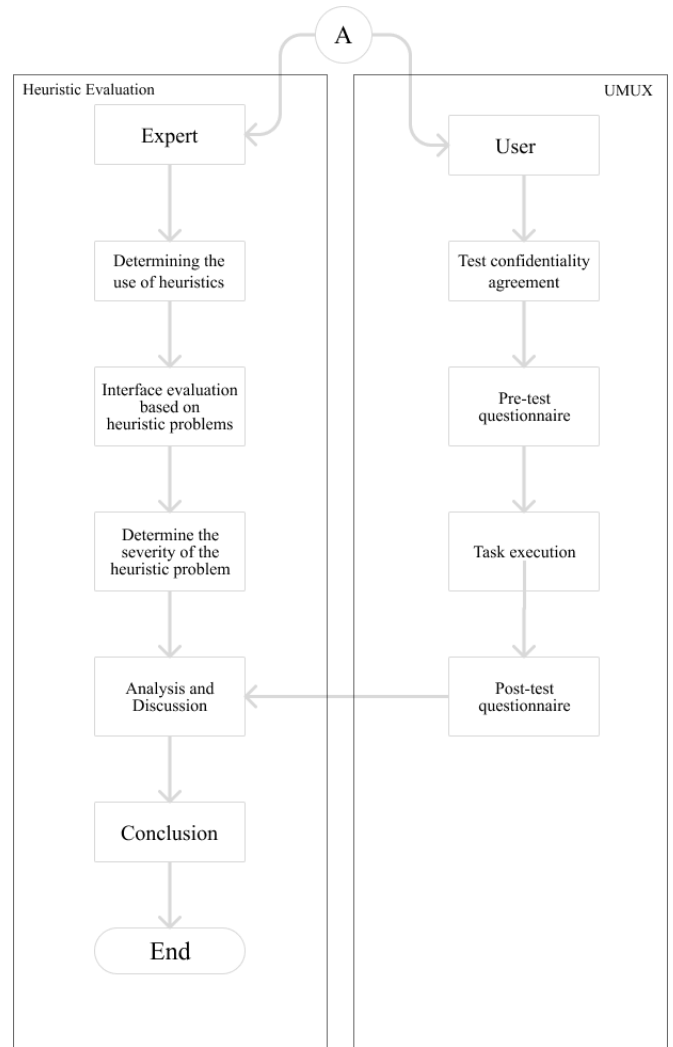 A
Heuristic Evaluation
Expert
Determining the
use of heuristics
Interface evaluation
based on
heuristic problems
Determine the
severity of the
heuristic problem
Analysis and
Discussion
Conclusion
End
UMUX
User
Test confidentiality
agreement
Pre-test
questionnaire
Task execution
Post-test
questionnaire